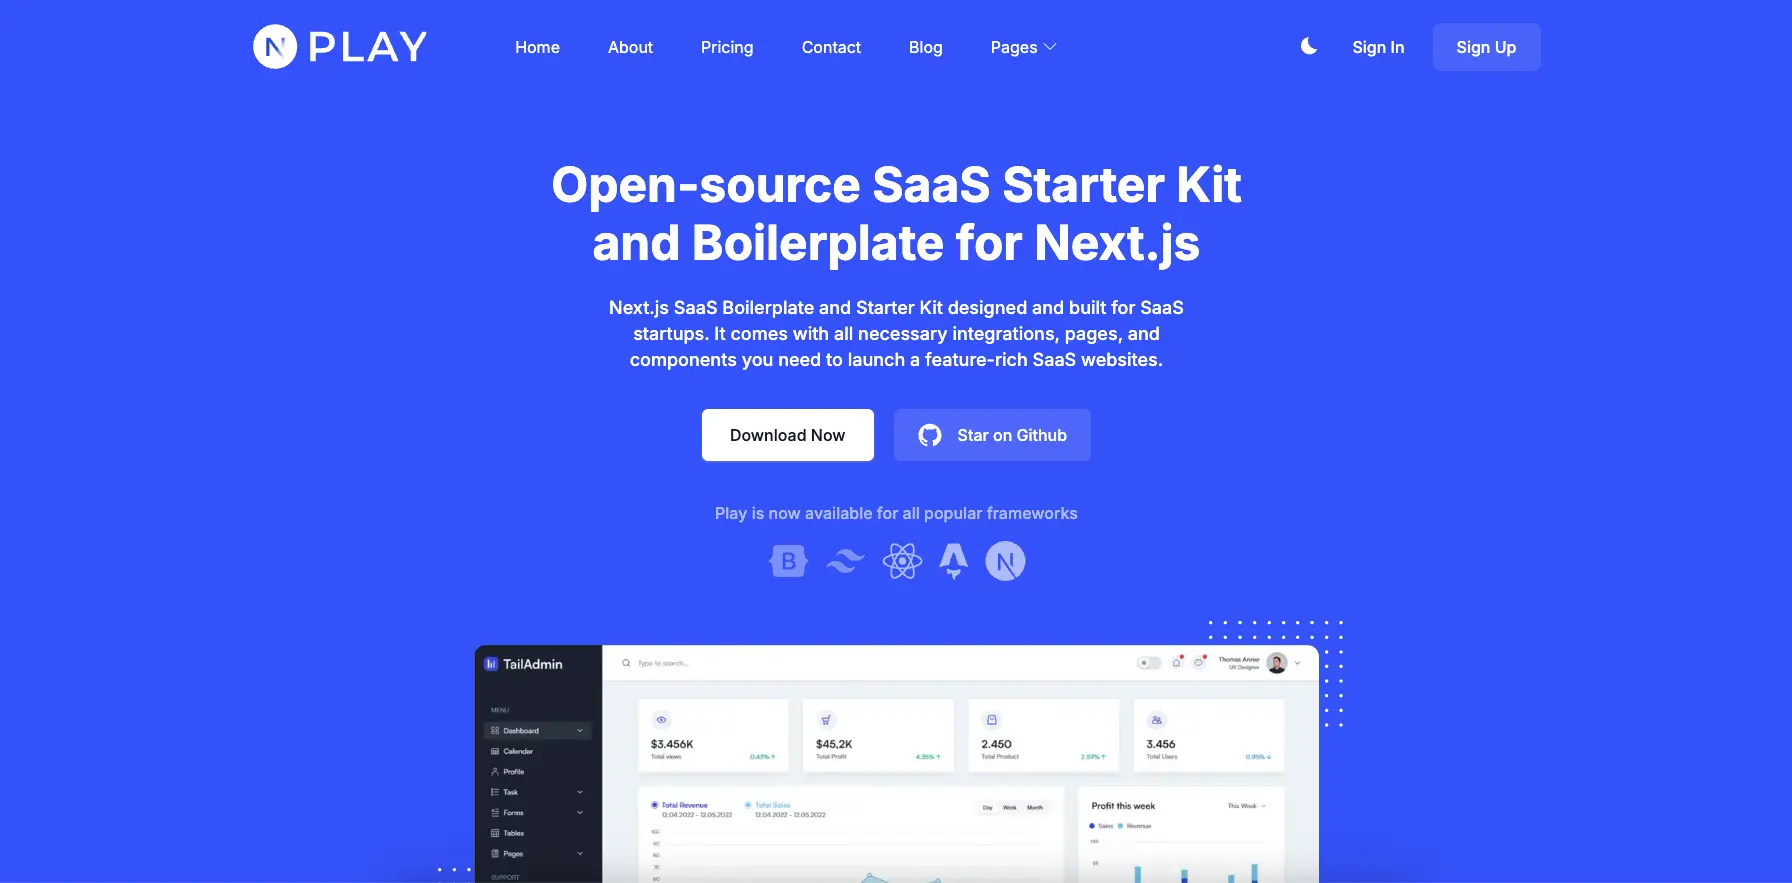 N PLAY
Home
About
Pricing
Contact
Blog
Pages
Sign In
Sign Up
Open-source SaaS Starter Kit
and Boilerplate for Next.js
Next.js SaaS Boilerplate and Starter Kit designed and built for SaaS
startups. It comes with all necessary integrations, pages, and
components you need to launch a feature-rich SaaS websites.
Download Now
Star on Github
Play is now available for all popular frameworks
B
N
TailAdmin
Type to search...
Thomas Anree
UX Designer
MENU
Dashboard
Calendar
Profile
Task
Forms
Tables
Pages
SUPPORT
$3.456K
Total views
0.43%
$45,2K
Total Profit
4.35%
2.450
Total Product
2.59%
3.456
Total Users
0.95%
Total Revenue
12.04.2022 - 12.05.2022
Total Sales
12.04.2022 - 12.05.2022
Day
Week
Month
100
90
80
70
60
Profit this week
This Week
Sales
Revenue